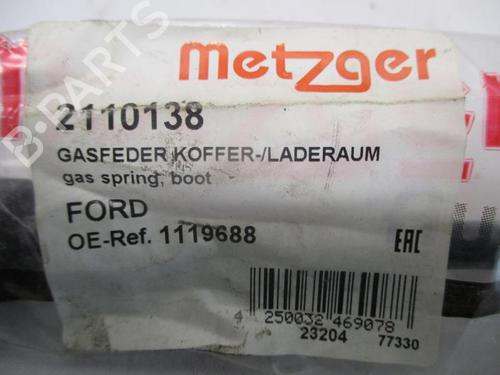 metzger
2110138
GASFEDER KOFFER-/LADERAUM
gas spring, boot
FORD
OE-Ref. 1119688
EAC
4 250032 469078
23204 77330
B-PARTS